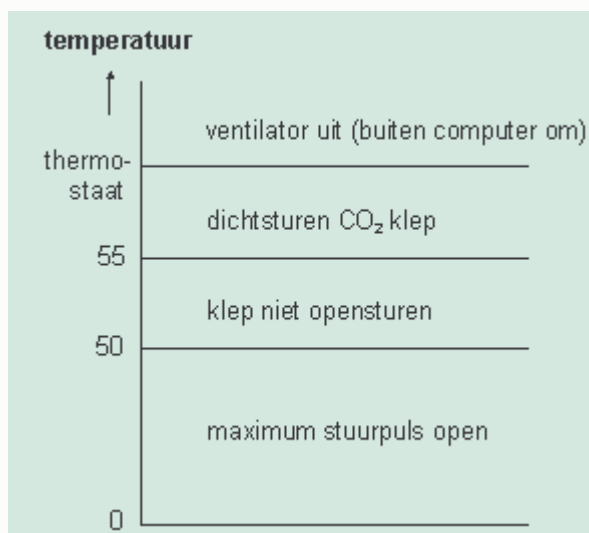 temperatuur
ventilator uit (buiten computer om)
thermo-
staat
dichtsturen CO₂ klep
55
klep niet opensturen
50
maximum stuurpuls open
0